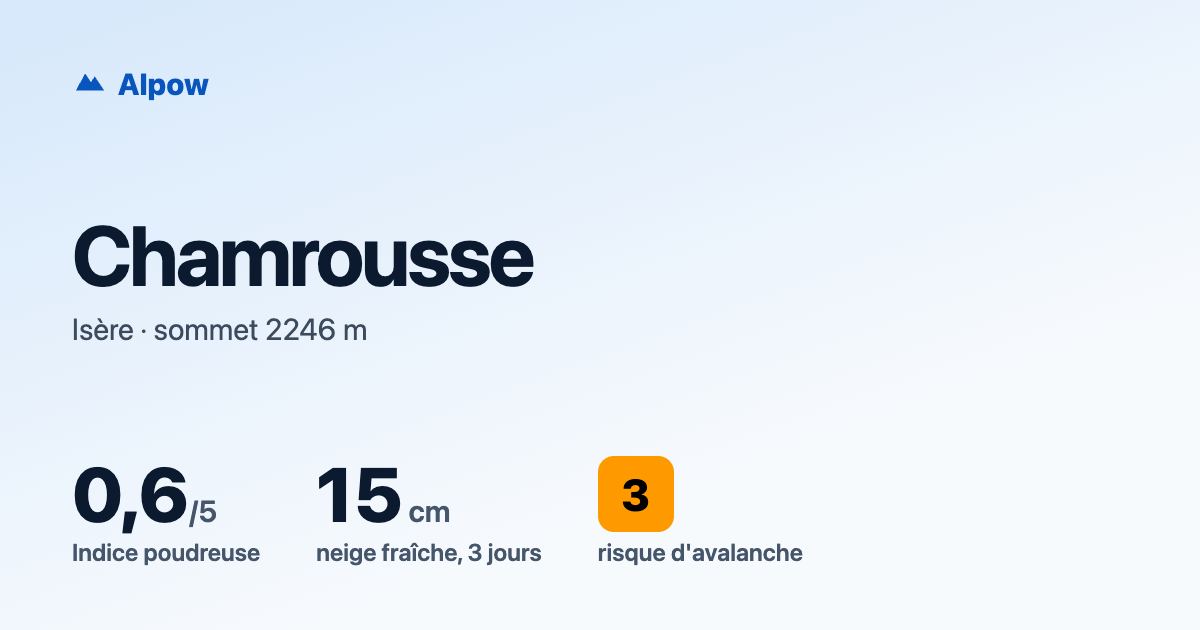 Alpow
Chamrousse
Isère · sommet 2246 m
0,6/5
Indice poudreuse
15 cm
neige fraîche, 3 jours
3
risque d'avalanche